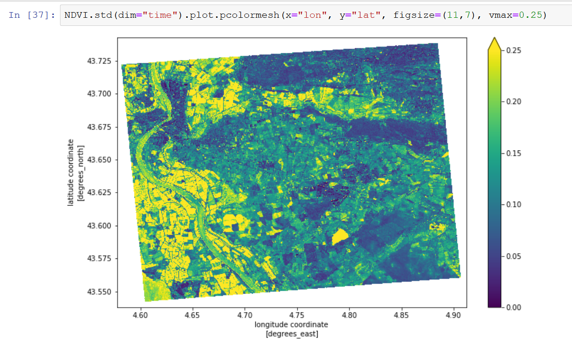 In [37]: NDVI.std(dim="time").plot.pcolormesh(x="lon", y="lat", figsize=(11,7), vmax=0.25)
43.725
43.700
43.675
43.650
43.625
43.600
43.575
43.550
latitude coordinate
[degrees_north]
4.60 4.65 4.70 4.75 4.80 4.85 4.90
longitude coordinate
[degrees_east]
0.25
0.20
0.15
0.10
0.05
0.00